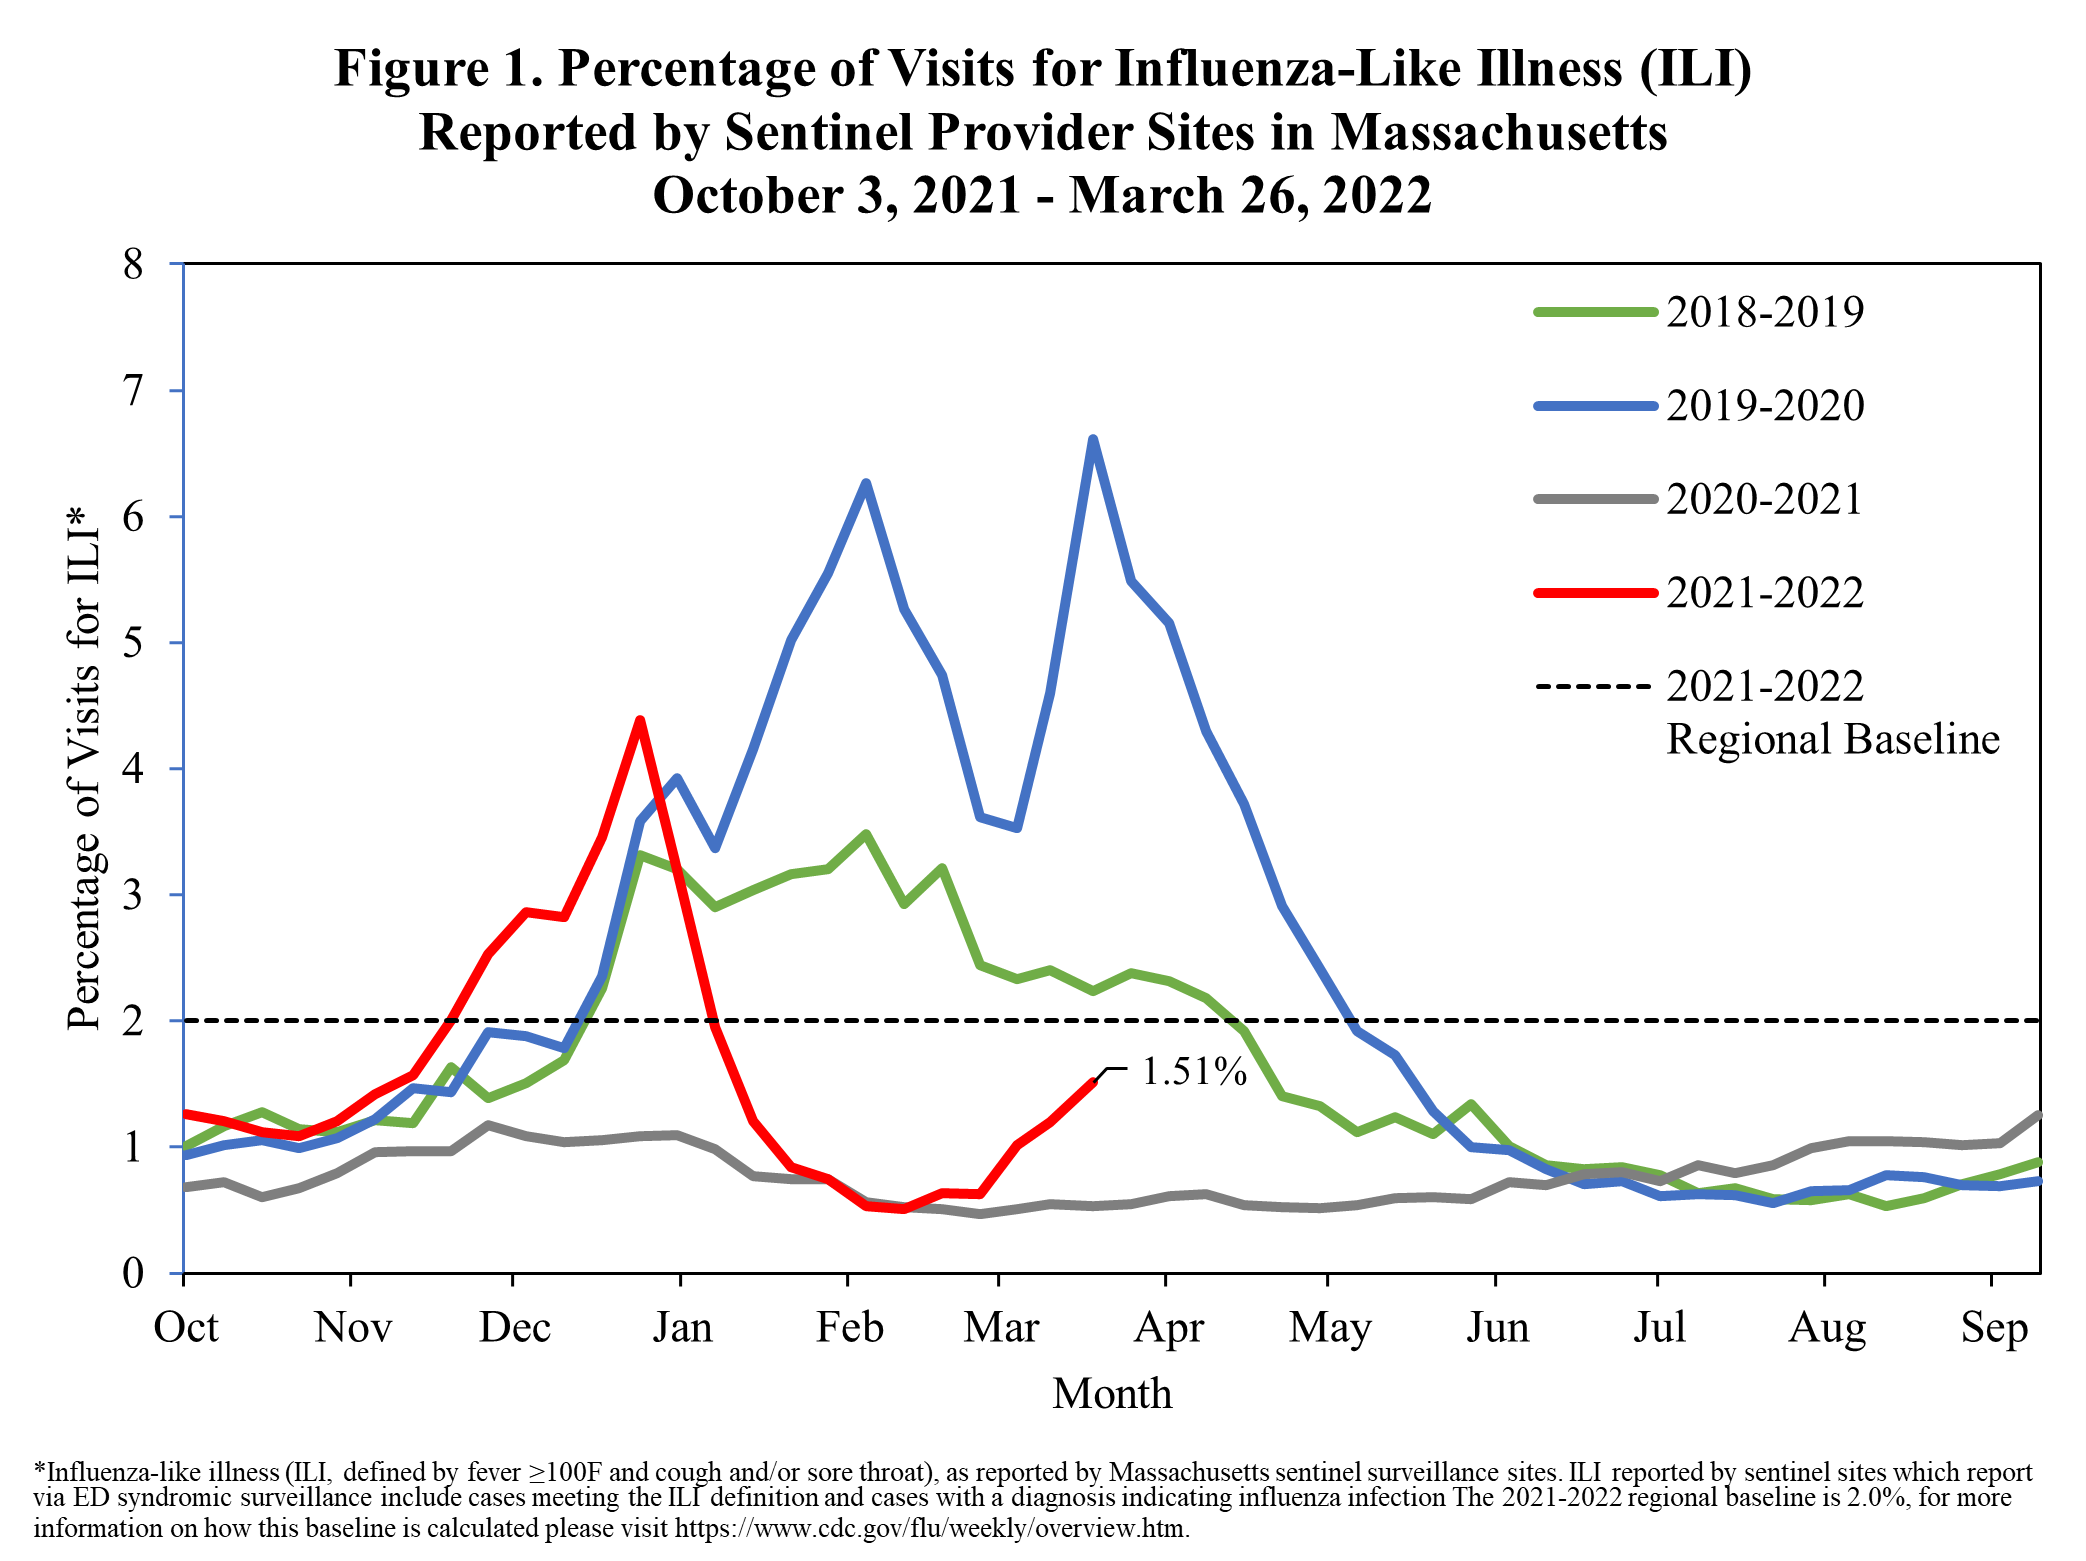 Figure 1. Percentage of Visits for Influenza-Like Illness (ILI)
Reported by Sentinel Provider Sites in Massachusetts
October 3, 2021 - March 26, 2022
Percentage of Visits for ILI*
8
7
6
5
4
3
2
1
0
2018-2019
2019-2020
2020-2021
2021-2022
2021-2022
Regional Baseline
1.51%
Oct Nov Dec Jan Feb Mar Apr May Jun Jul Aug Sep
Month
*Influenza-like illness (ILI, defined by fever ≥100F and cough and/or sore throat), as reported by Massachusetts sentinel surveillance sites. ILI reported by sentinel sites which report
via ED syndromic surveillance include cases meeting the ILI definition and cases with a diagnosis indicating influenza infection The 2021-2022 regional baseline is 2.0%, for more
information on how this baseline is calculated please visit https://www.cdc.gov/flu/weekly/overview.htm.